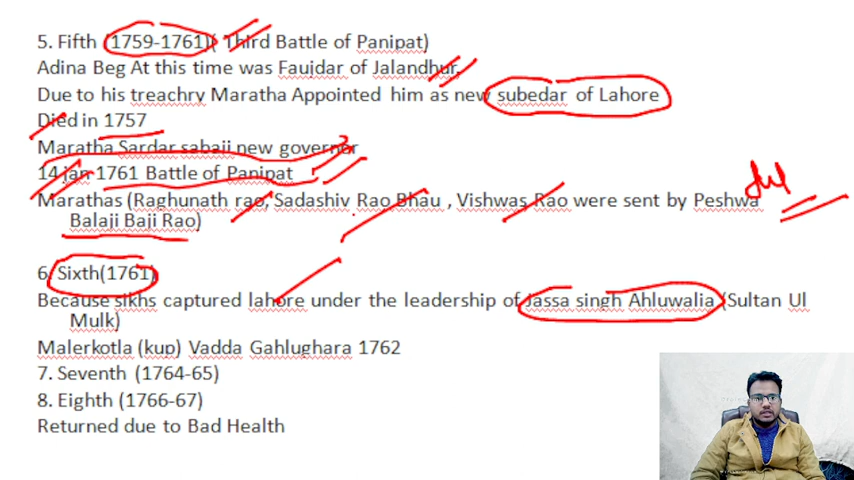 5. Fifth (1759-1761)( Third Battle of Panipat)
Adina Beg At this time was Faujdar of Jalandhur.
Due to his treachry Maratha Appointed him as new subedar of Lahore
Died in 1757
Maratha Sardar sabaji new governor
14 jan 1761 Battle of Panipat
Marathas (Raghunath rao, Sadashiv Rao Bhau , Vishwas Rao were sent by Peshwa
Balaji Baji Rao)
6. Sixth(1761)
Because sikhs captured lahore under the leadership of Jassa singh Ahluwalia (Sultan Ul
Mulk)
Malerkotla (kup) Vadda Gahlughara 1762
7. Seventh (1764-65)
8. Eighth (1766-67)
Returned due to Bad Health